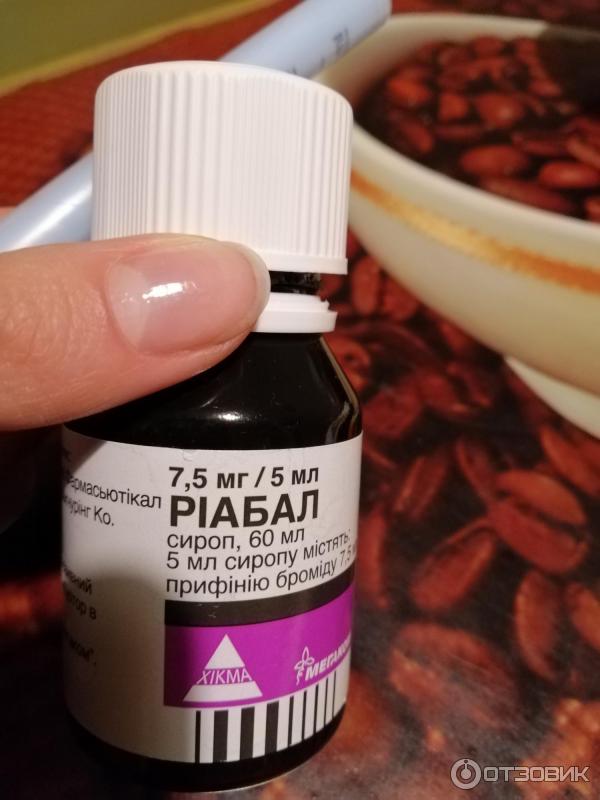 7,5 мг / 5 мл
РІАБАЛ
сироп, 60 мл
5 мл сиропу містять:
прифінію броміду 7,5
рмасьютікал
Ко.
ХІКМА
ОТЗОВИК